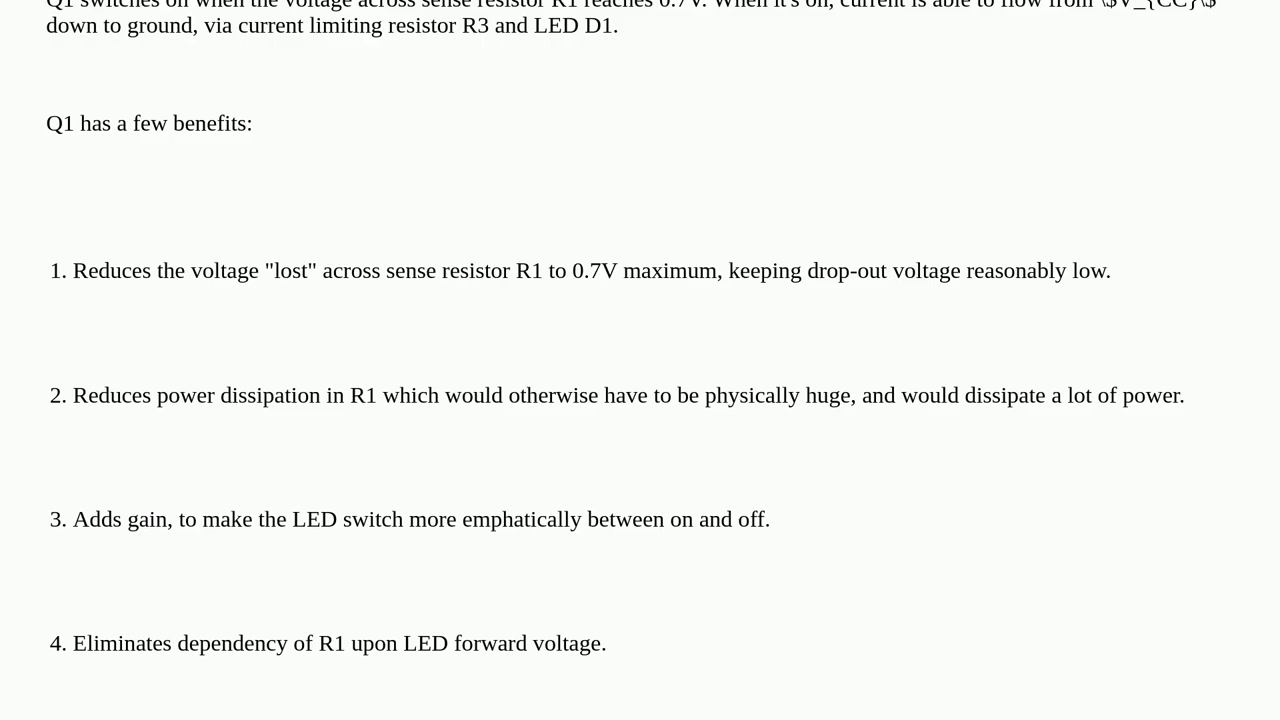 Q1 switches on when the voltage across sense resistor R1 reaches 0.7V. When it's on, current is able to flow from \$V_{CC}\$
down to ground, via current limiting resistor R3 and LED D1.
Q1 has a few benefits:
1. Reduces the voltage "lost" across sense resistor R1 to 0.7V maximum, keeping drop-out voltage reasonably low.
2. Reduces power dissipation in R1 which would otherwise have to be physically huge, and would dissipate a lot of power.
3. Adds gain, to make the LED switch more emphatically between on and off.
4. Eliminates dependency of R1 upon LED forward voltage.